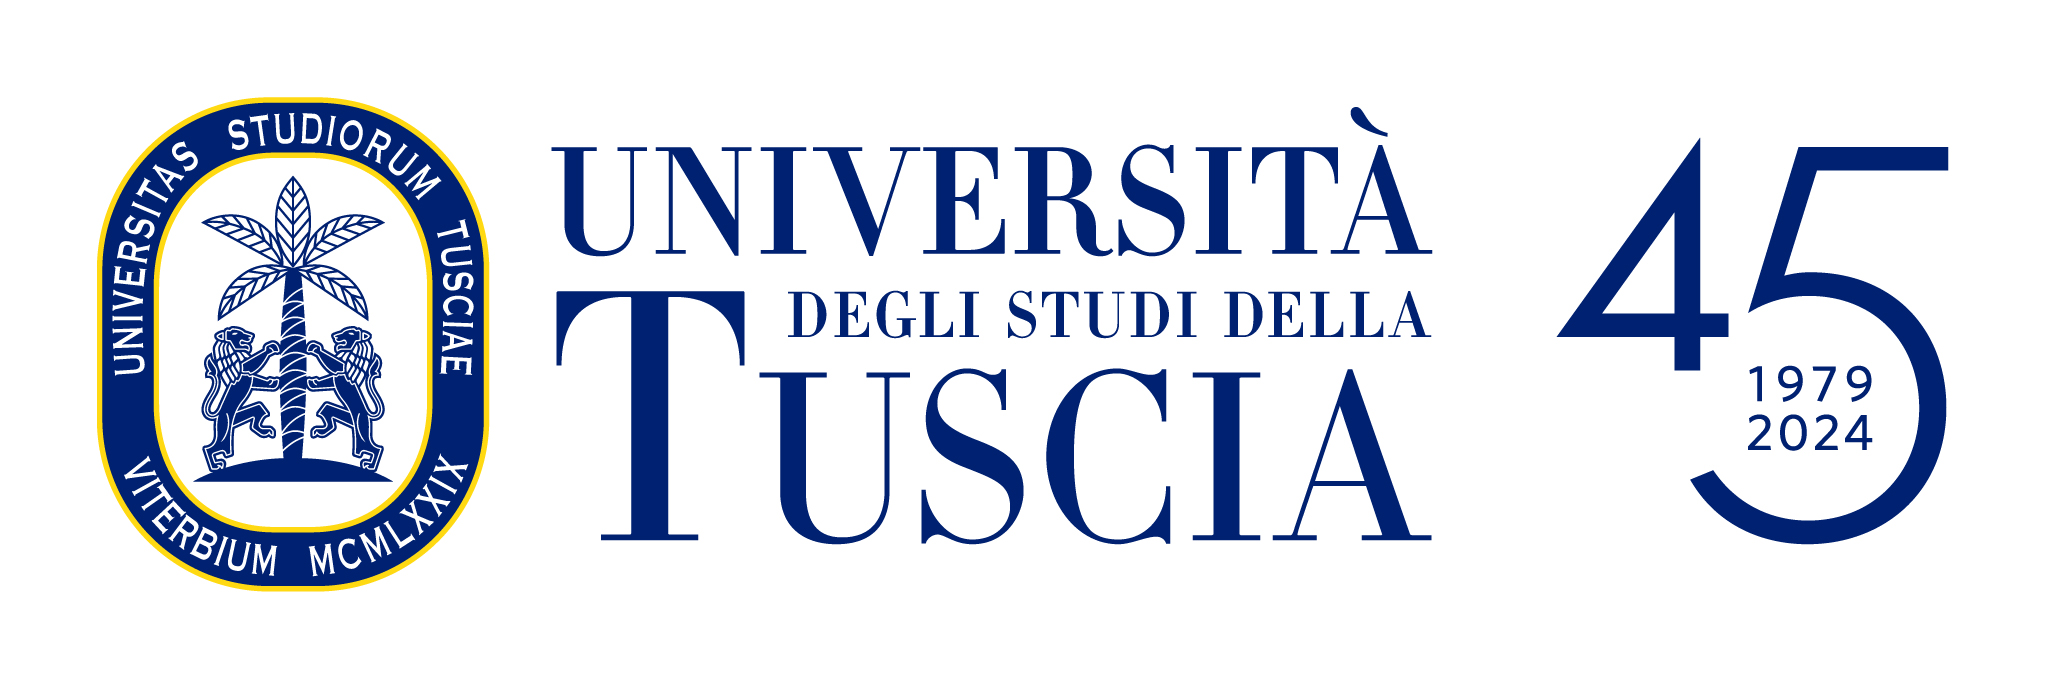 UNIVERSITAS STUDIORUM TUSCIAE
VITERBIUM MCMLXXIX
UNIVERSITÀ
DEGLI STUDI DELLA
TUSCIA
45
1979
2024